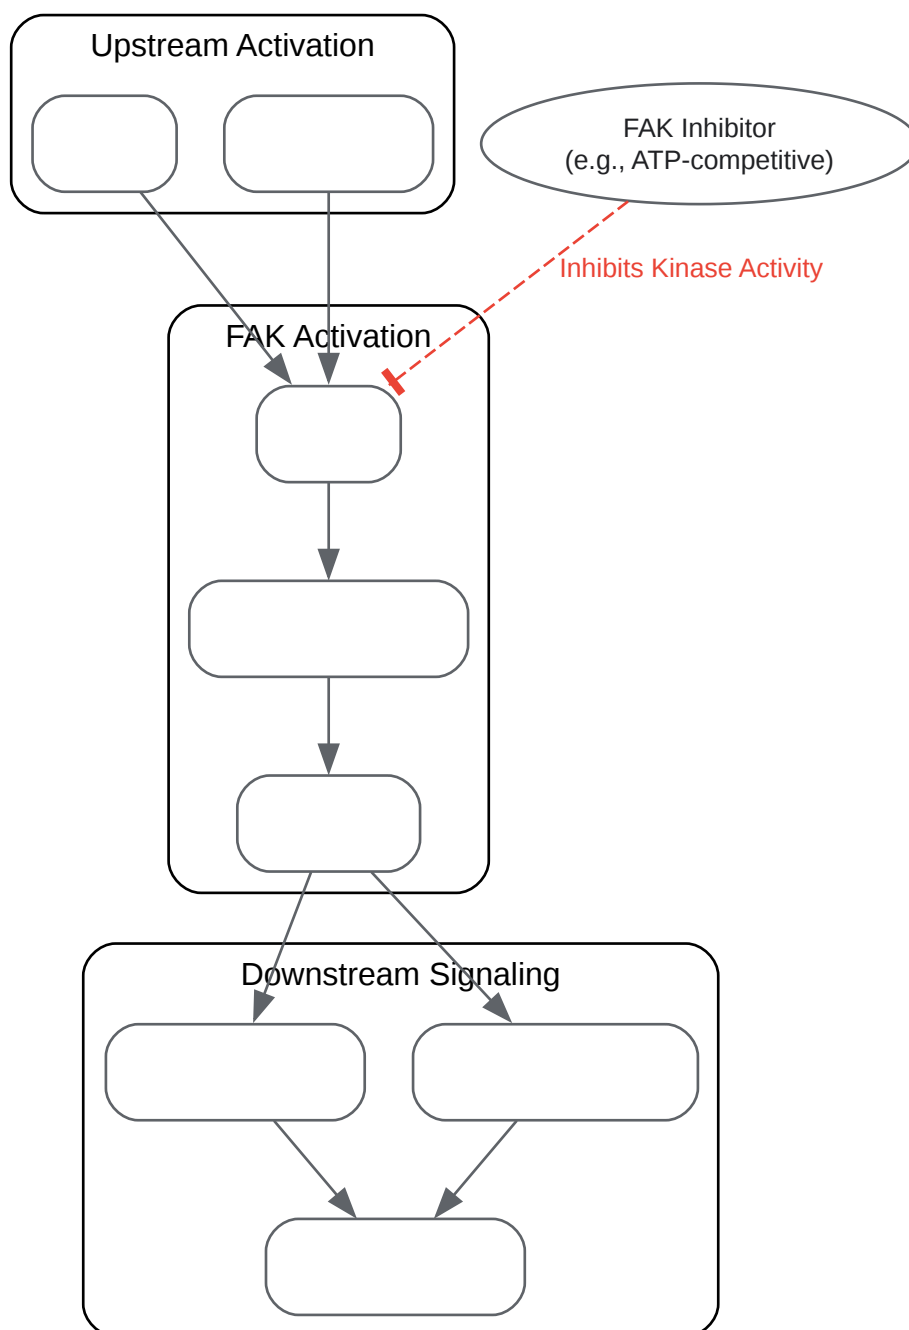 Upstream Activation
FAK Inhibitor
(e.g., ATP-competitive)
Inhibits Kinase Activity
FAK Activation
Downstream Signaling